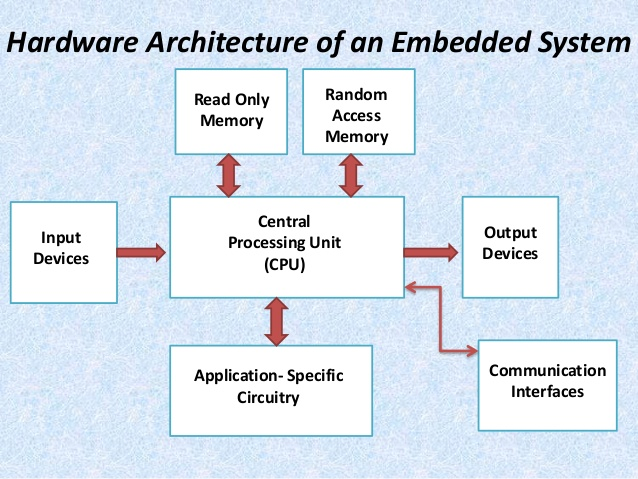 Hardware Architecture of an Embedded System
Read Only
Memory
Random
Access
Memory
Input
Devices
Central
Processing Unit
(CPU)
Output
Devices
Application- Specific
Circuitry
Communication
Interfaces